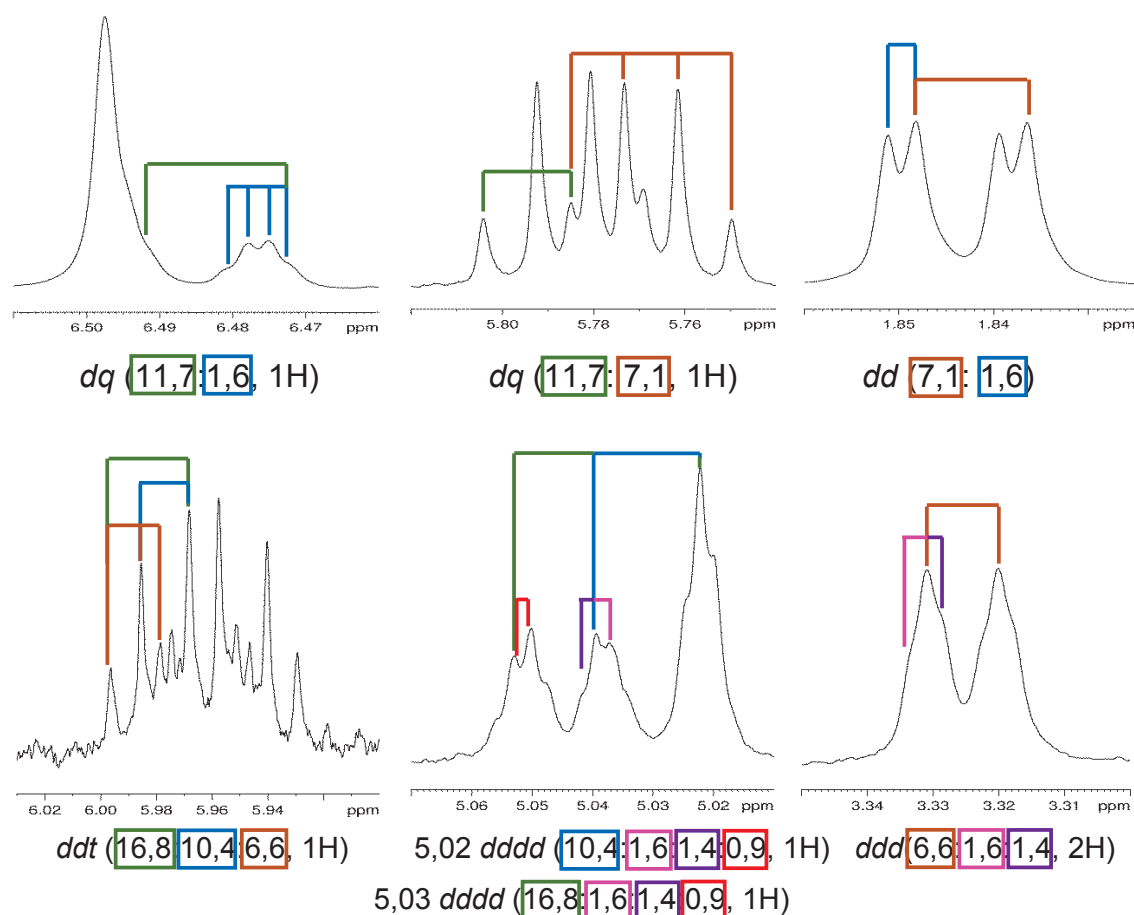 6.50 6.49 6.48 6.47 ppm
dq (11,7:1,6, 1H)
5.80 5.78 5.76 ppm
dq (11,7: 7,1, 1H)
1.85 1.84 ppm
dd (7,1: 1,6)
6.02 6.00 5.98 5.96 5.94 ppm
ddt (16,8:10,4:6,6, 1H)
5.06 5.05 5.04 5.03 5.02 ppm
5,02 dddd (10,4:1,6:1,4:0,9, 1H)
5,03 dddd (16,8:1,6:1,4:0,9, 1H)
3.34 3.33 3.32 3.31 ppm
ddd(6,6:1,6:1,4, 2H)